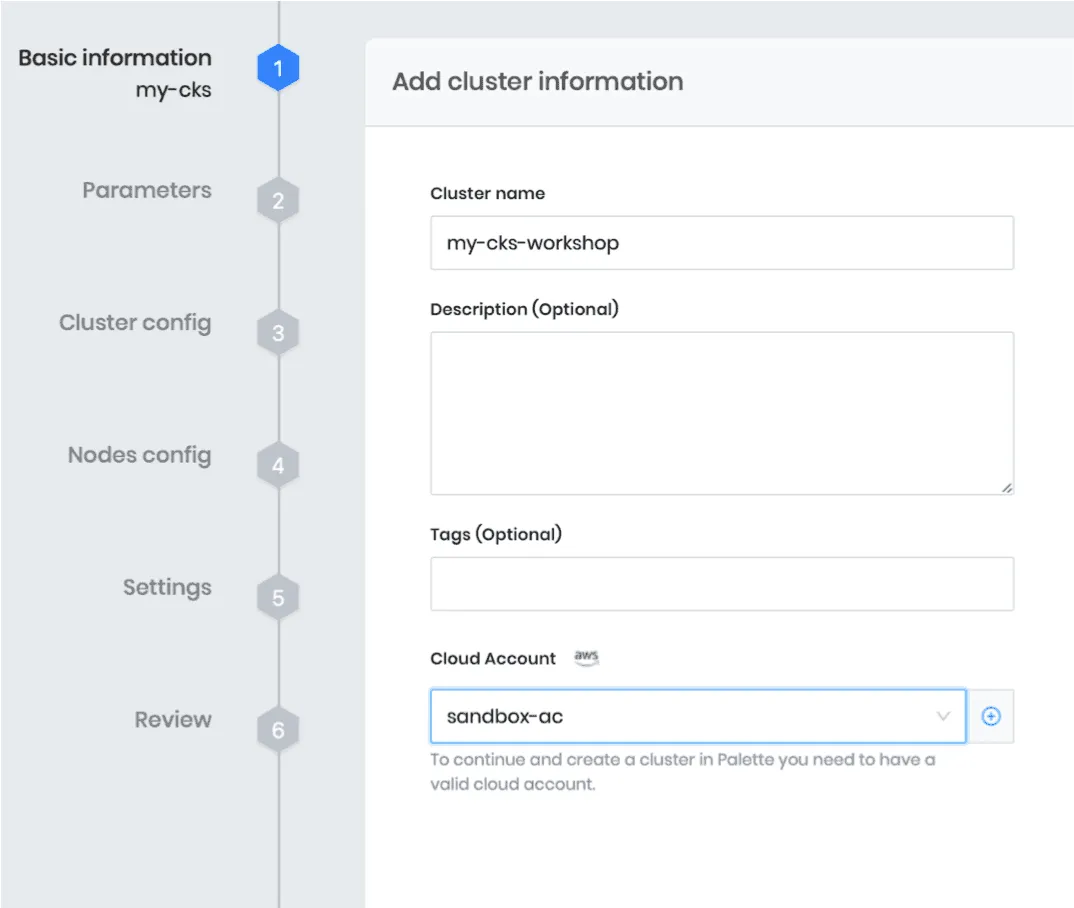 Basic information
my-cks
1
Parameters
2
Cluster config
3
Nodes config
4
Settings
5
Review
6
Add cluster information
Cluster name
my-cks-workshop
Description (Optional)
Tags (Optional)
Cloud Account aws
sandbox-ac
To continue and create a cluster in Palette you need to have a
valid cloud account.